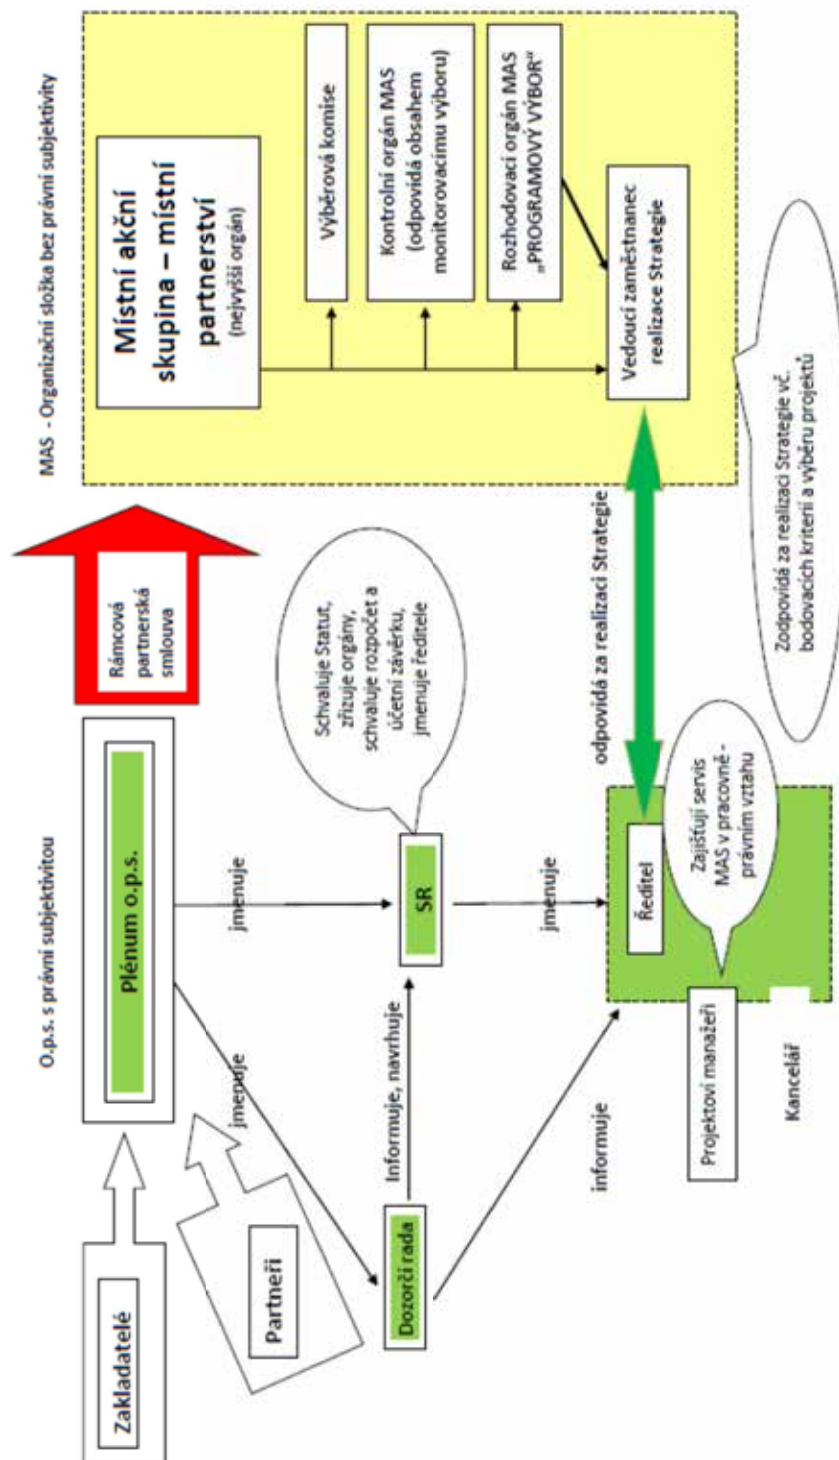 O.p.s. s právní subjektivitou
MAS - Organizační složka bez právní subjektivity
Zakladatelé
Partneři
Plénum o.p.s.
Rámcová
partnerská
smlouva
Místní akční
skupina – místní
partnerství
(nejvyšší orgán)
jmenuje
jmenuje
Schvaluje Statut,
zřizuje orgány,
schvaluje rozpočet a
účetní závěrku,
jmenuje ředitele
Výběrová komise
Kontrolní orgán MAS
(odpovídá obsahem
monitorovacímu výboru)
Dozorčí rada
Informuje, navrhuje
SR
Rozhodovací orgán MAS
„PROGRAMOVÝ VÝBOR“
informuje
jmenuje
odpovídá za realizaci Strategie
Ředitel
Vedoucí zaměstnanec
realizace Strategie
Projektoví manažeři
Zajišťují servis
MAS v pracovně -
právním vztahu
Kancelář
Zodpovídá za realizaci Strategie vč.
bodovacích kriterií a výběru projektů